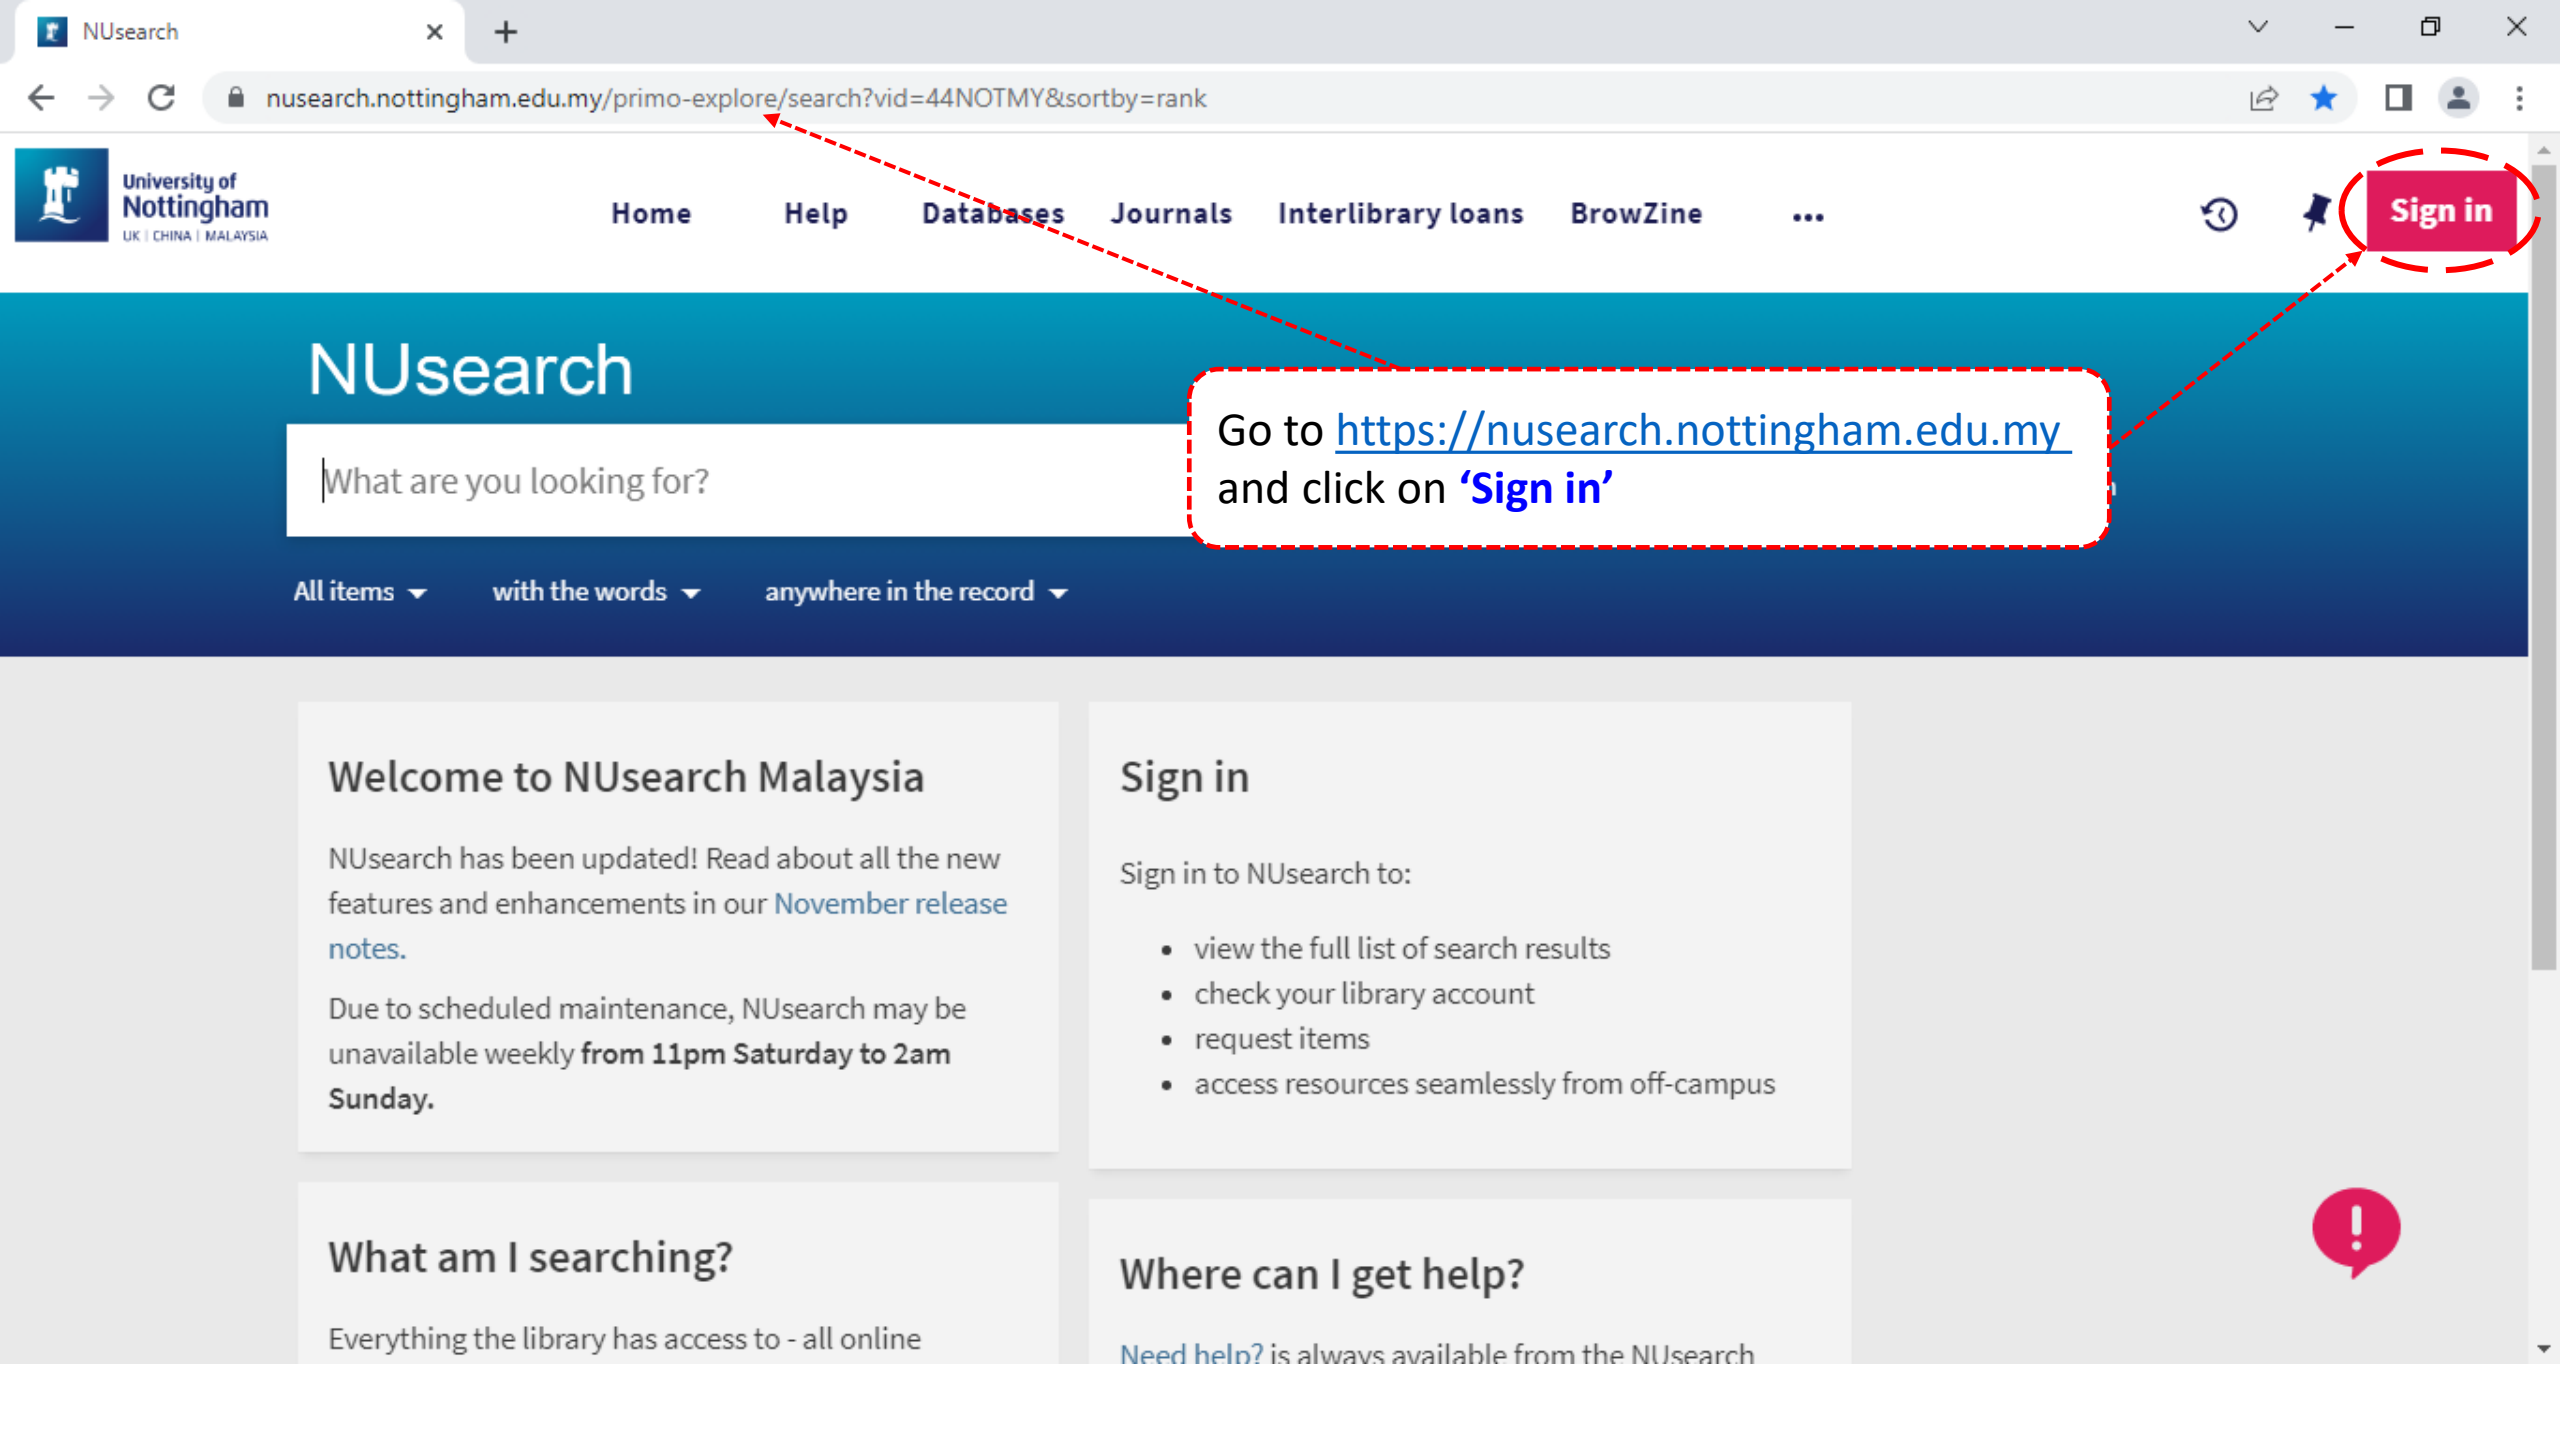 NUsearch
nusearch.nottingham.edu.my/primo-explore/search?vid=44NOTMY&sortby=rank
University of
Nottingham
UK | CHINA | MALAYSIA
Home Help Databases Journals Interlibrary loans BrowZine ...
Sign in
NUsearch
What are you looking for?
Go to https://nusearch.nottingham.edu.my
and click on ‘Sign in’
All items with the words anywhere in the record
Welcome to NUsearch Malaysia
NUsearch has been updated! Read about all the new
features and enhancements in our November release
notes.
Due to scheduled maintenance, NUsearch may be
unavailable weekly from 11pm Saturday to 2am
Sunday.
Sign in
Sign in to NUsearch to:
• view the full list of search results
• check your library account
• request items
• access resources seamlessly from off-campus
What am I searching?
Everything the library has access to - all online
Where can I get help?
Need help? is always available from the NUsearch